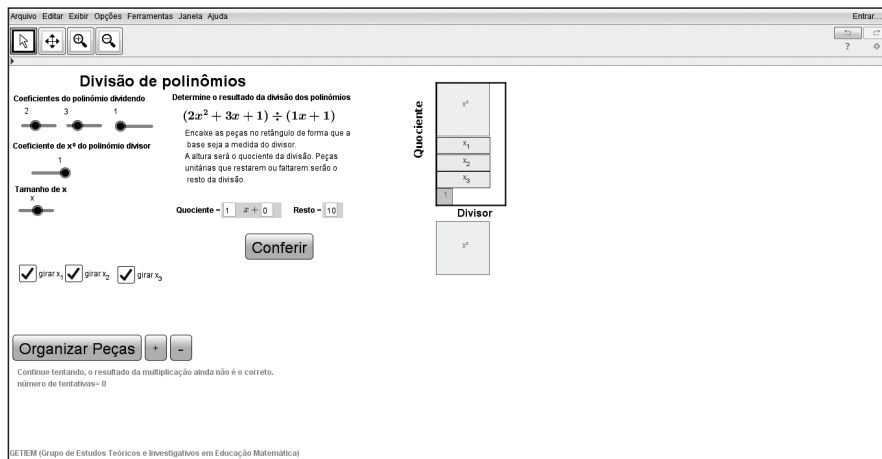 Arquivo Editar Exibir Opções Ferramentas Janela Ajuda Entrar...
Divisão de polinômios
Coeficientes do polinómio dividendo
2 3 1
Coeficiente de xº do polinómio divisor
1
Tamanho de x
x
girar x₁ girar x₂ girar x₃
Determine o resultado da divisão dos polinómios
(2x² + 3x + 1) ÷ (1x + 1)
Encaixe as peças no retângulo de forma que a
base seja a medida do divisor.
A altura será o quociente da divisão. Peças
unitárias que restarem ou faltarem serão o
resto da divisão.
Quociente = 1 x + 0 Resto = 10
Conferir
Quociente
x²
x₁
x₂
x₃
1
Divisor
x²
Organizar Peças + -
Continue tentando, o resultado da multiplicação ainda não é o correto.
número de tentativas= 0
GETIEM (Grupo de Estudos Teóricos e Investigativos em Educação Matemática)